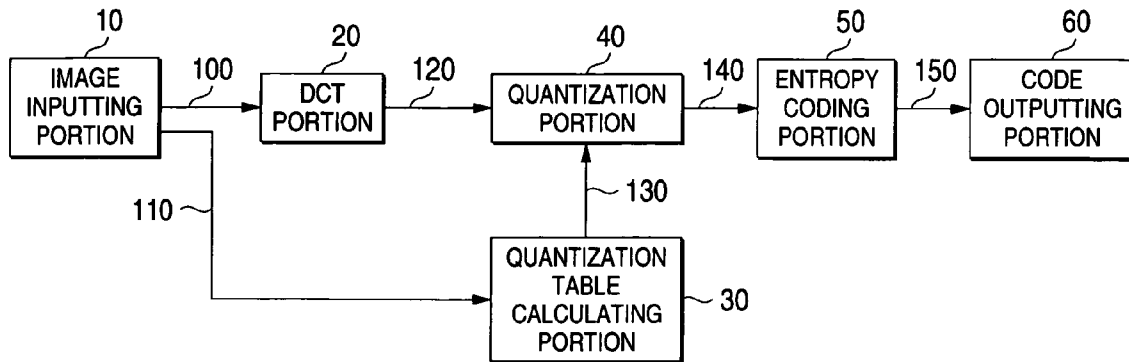 10
IMAGE
INPUTTING
PORTION
100
20
DCT
PORTION
120
40
QUANTIZATION
PORTION
140
50
ENTROPY
CODING
PORTION
150
60
CODE
OUTPUTTING
PORTION
110
130
QUANTIZATION
TABLE
CALCULATING
PORTION
30